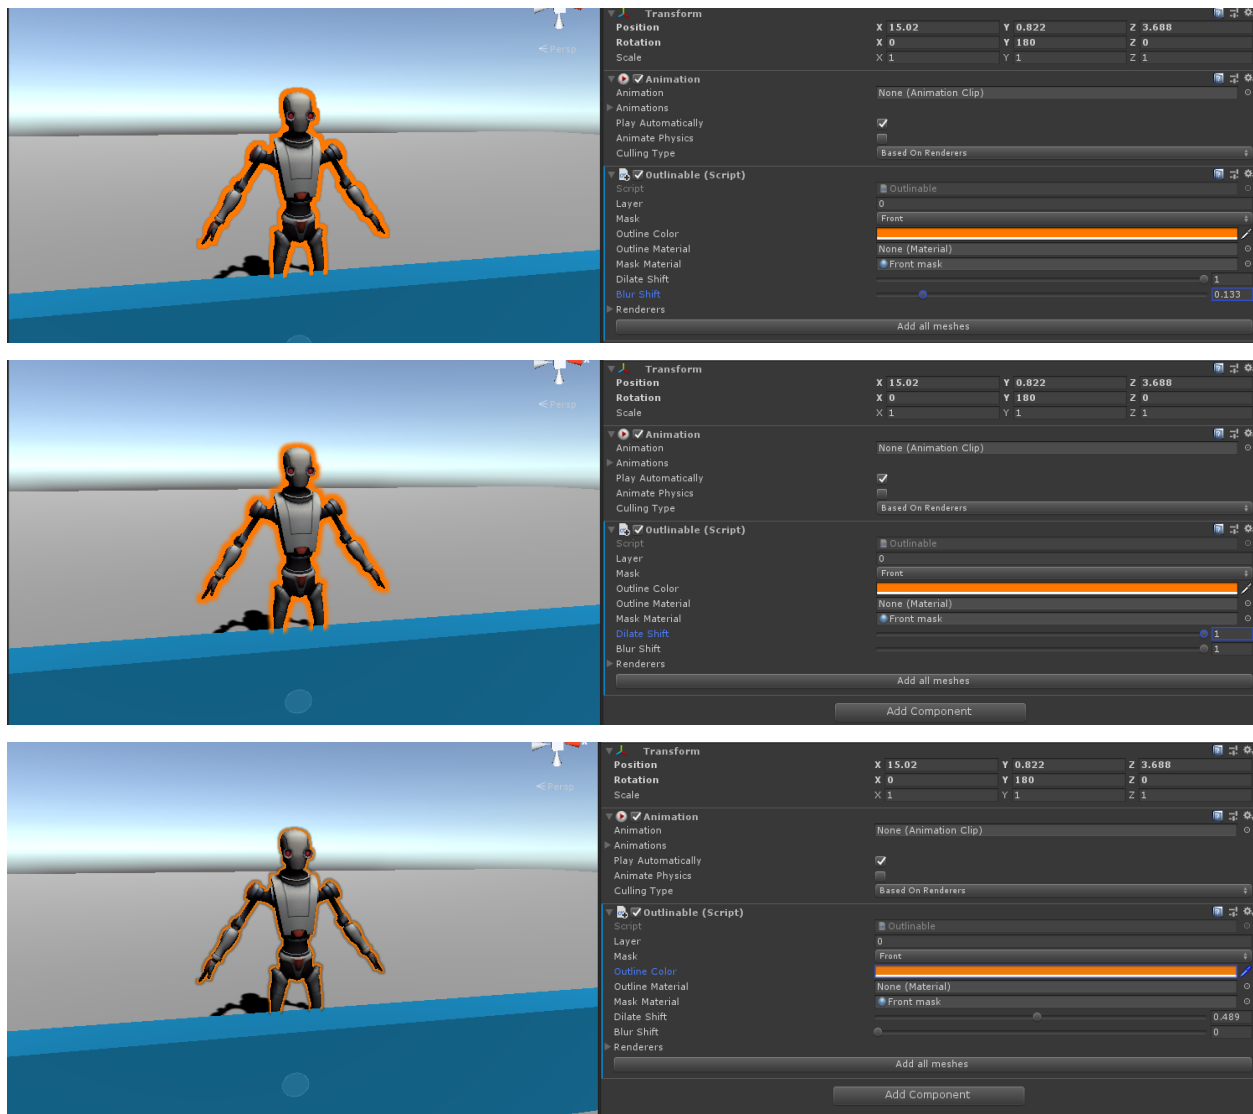 Persp
Transform
Position X 15.02 Y 0.822 Z 3.688
Rotation X 0 Y 180 Z 0
Scale X 1 Y 1 Z 1
Animation
Animation None (Animation Clip)
Animations
Play Automatically
Animate Physics
Culling Type Based On Renderers
Outlinable (Script)
Script Outlinable
Layer 0
Mask Front
Outline Color
Outline Material None (Material)
Mask Material Front mask
Dilate Shift 1
Blur Shift 0.133
Renderers
Add all meshes
Persp
Transform
Position X 15.02 Y 0.822 Z 3.688
Rotation X 0 Y 180 Z 0
Scale X 1 Y 1 Z 1
Animation
Animation None (Animation Clip)
Animations
Play Automatically
Animate Physics
Culling Type Based On Renderers
Outlinable (Script)
Script Outlinable
Layer 0
Mask Front
Outline Color
Outline Material None (Material)
Mask Material Front mask
Dilate Shift 1
Blur Shift 1
Renderers
Add all meshes
Add Component
Persp
Transform
Position X 15.02 Y 0.822 Z 3.688
Rotation X 0 Y 180 Z 0
Scale X 1 Y 1 Z 1
Animation
Animation None (Animation Clip)
Animations
Play Automatically
Animate Physics
Culling Type Based On Renderers
Outlinable (Script)
Script Outlinable
Layer 0
Mask Front
Outline Color
Outline Material None (Material)
Mask Material Front mask
Dilate Shift 0.489
Blur Shift 0
Renderers
Add all meshes
Add Component